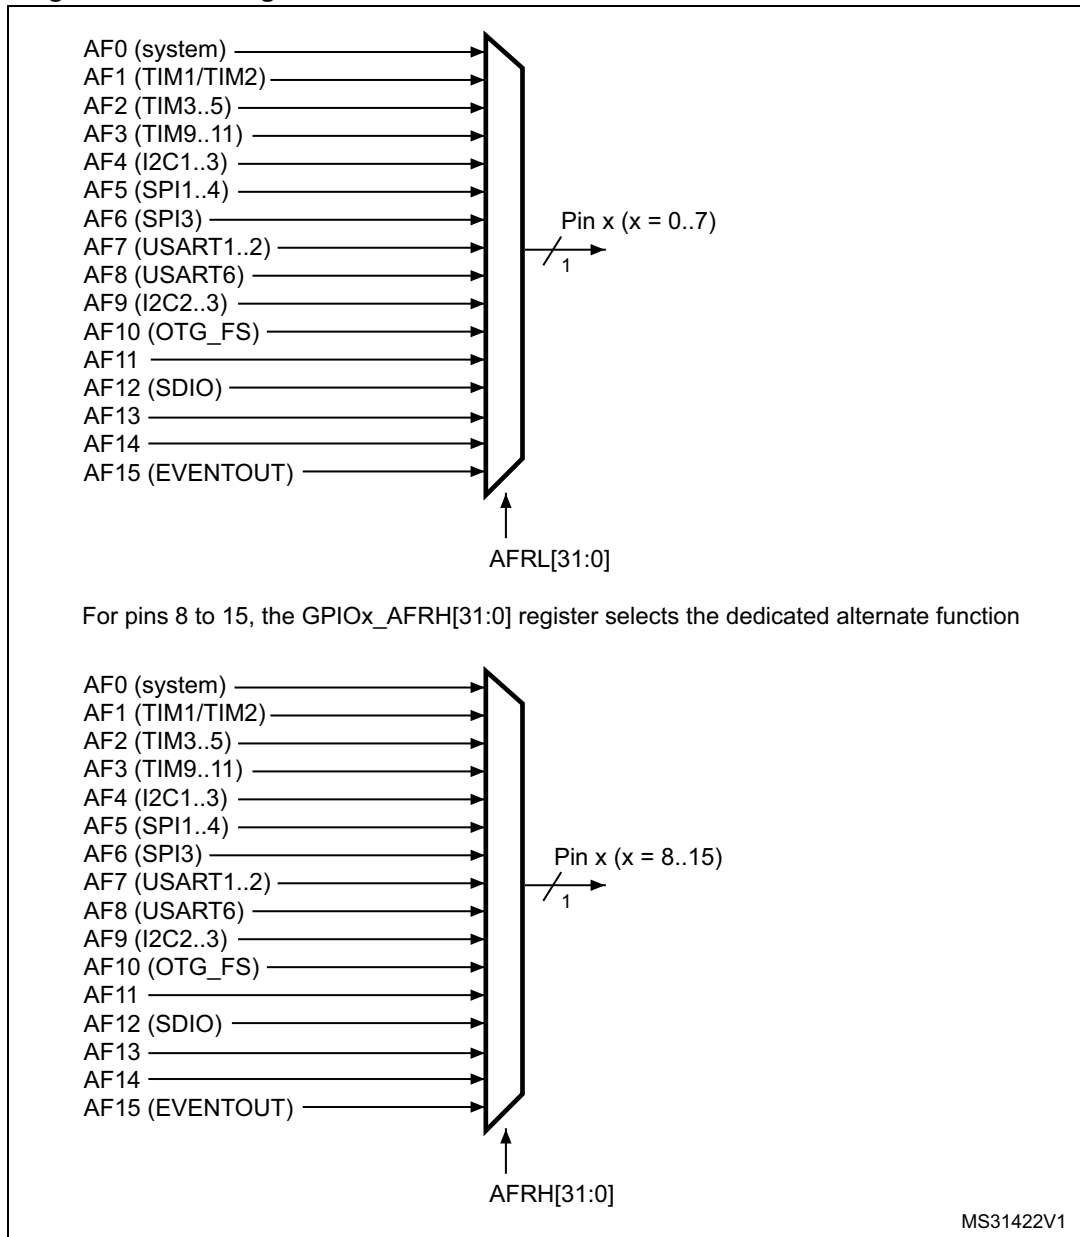 AF0 (system)
AF1 (TIM1/TIM2)
AF2 (TIM3..5)
AF3 (TIM9..11)
AF4 (I2C1..3)
AF5 (SPI1..4)
AF6 (SPI3)
AF7 (USART1..2)
AF8 (USART6)
AF9 (I2C2..3)
AF10 (OTG_FS)
AF11
AF12 (SDIO)
AF13
AF14
AF15 (EVENTOUT)
Pin x (x = 0..7)
1
AFRL[31:0]
For pins 8 to 15, the GPIOx_AFRH[31:0] register selects the dedicated alternate function
AF0 (system)
AF1 (TIM1/TIM2)
AF2 (TIM3..5)
AF3 (TIM9..11)
AF4 (I2C1..3)
AF5 (SPI1..4)
AF6 (SPI3)
AF7 (USART1..2)
AF8 (USART6)
AF9 (I2C2..3)
AF10 (OTG_FS)
AF11
AF12 (SDIO)
AF13
AF14
AF15 (EVENTOUT)
Pin x (x = 8..15)
1
AFRH[31:0]
MS31422V1